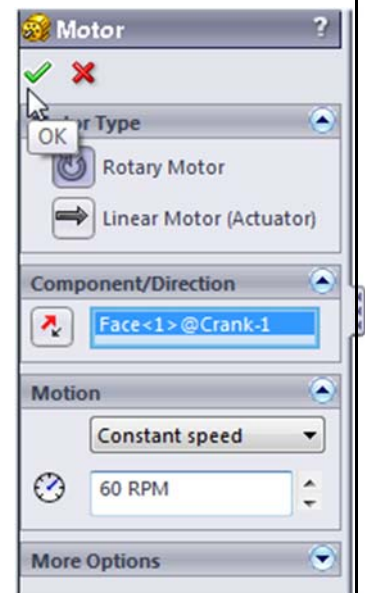 Motor ?
OK
r Type
Rotary Motor
Linear Motor (Actuator)
Component/Direction
Face<1>@Crank-1
Motion
Constant speed
60 RPM
More Options